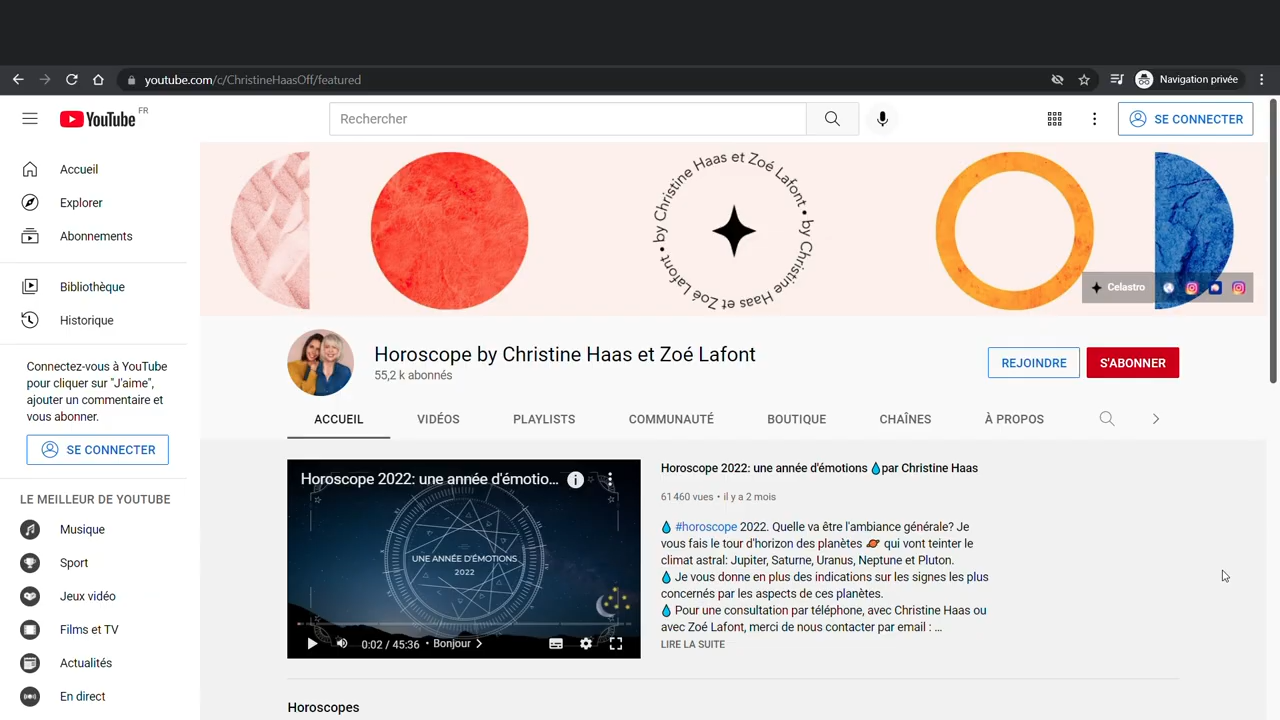 youtube.com/c/ChristineHaasOff/featured
Navigation privée
YouTube FR
Rechercher
SE CONNECTER
Accueil
Explorer
Abonnements
Bibliothèque
Historique
Connectez-vous à YouTube
pour cliquer sur "J'aime",
ajouter un commentaire et
vous abonner.
SE CONNECTER
LE MEILLEUR DE YOUTUBE
Musique
Sport
Jeux vidéo
Films et TV
Actualités
En direct
by Christine Haas et Zoé Lafont • by Christine Haas et Zoé Lafont •
Celastro
Horoscope by Christine Haas et Zoé Lafont
55,2 k abonnés
REJOINDRE
S'ABONNER
ACCUEIL
VIDÉOS
PLAYLISTS
COMMUNAUTÉ
BOUTIQUE
CHAÎNES
À PROPOS
Horoscope 2022: une année d'émotio...
UNE ANNÉE D'ÉMOTIONS
2022
0:02 / 45:36 • Bonjour
Horoscope 2022: une année d'émotions 💧par Christine Haas
61 460 vues • il y a 2 mois
💧 #horoscope 2022. Quelle va être l'ambiance générale? Je
vous fais le tour d'horizon des planètes 🪐 qui vont teinter le
climat astral: Jupiter, Saturne, Uranus, Neptune et Pluton.
💧 Je vous donne en plus des indications sur les signes les plus
concernés par les aspects de ces planètes.
💧 Pour une consultation par téléphone, avec Christine Haas ou
avec Zoé Lafont, merci de nous contacter par email : ...
LIRE LA SUITE
Horoscopes